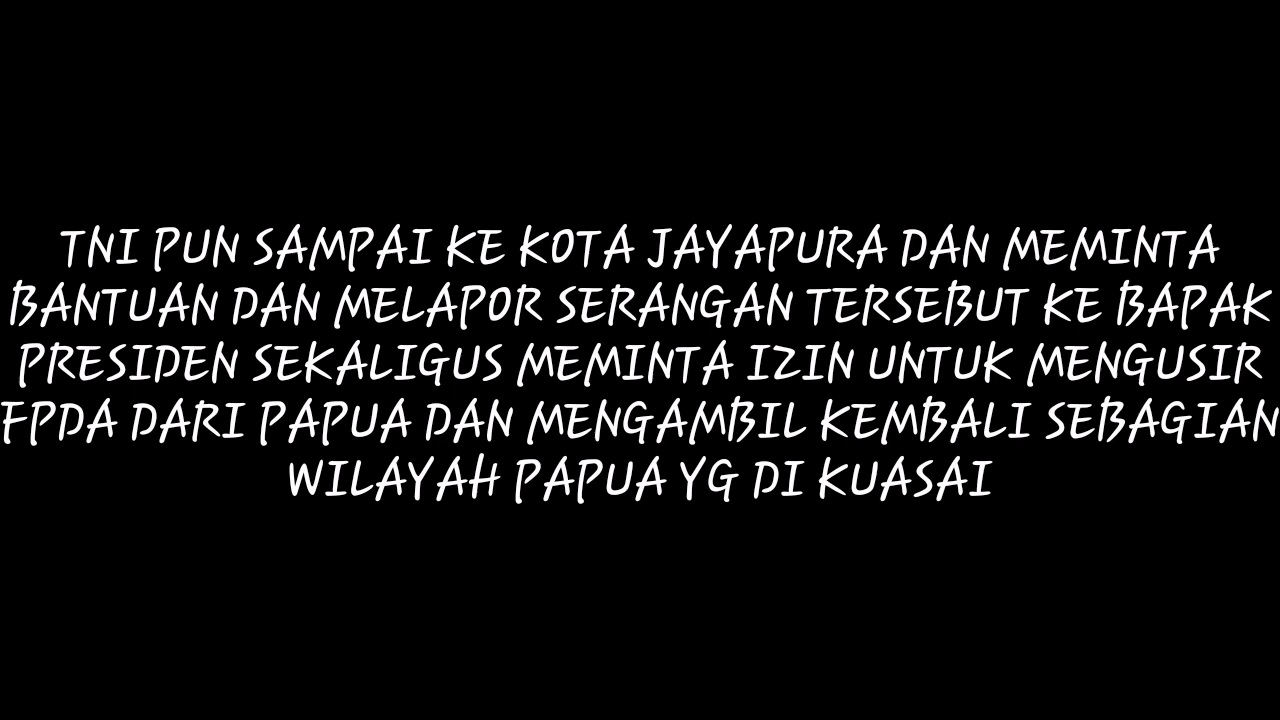 TNI PUN SAMPAI KE KOTA JAYAPURA DAN MEMINTA
BANTUAN DAN MELAPOR SERANGAN TERSEBUT KE BAPAK
PRESIDEN SEKALIGUS MEMINTA IZIN UNTUK MENGUSIR
FPDA DARI PAPUA DAN MENGAMBIL KEMBALI SEBAGIAN
WILAYAH PAPUA YG DI KUASAI